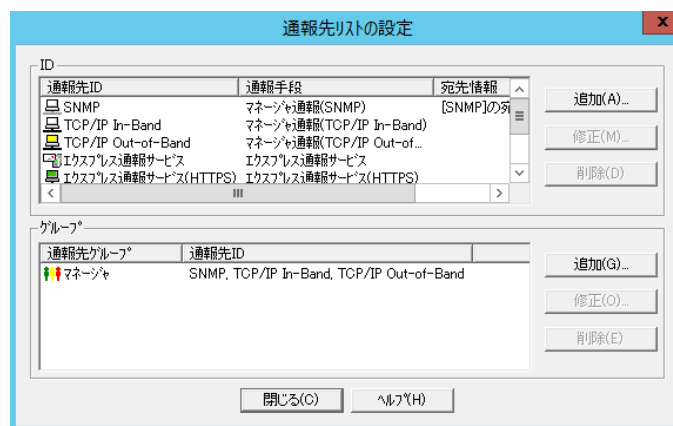 通報先ﾘｽﾄの設定
x
ID
通報先ID 通報手段 宛先情報
SNMP ﾏﾈｰｼﾞｬ通報(SNMP) [SNMP]の宛
TCP/IP In-Band ﾏﾈｰｼﾞｬ通報(TCP/IP In-Band)
TCP/IP Out-of-Band ﾏﾈｰｼﾞｬ通報(TCP/IP Out-of...
ｴｸｽﾌﾟﾚｽ通報ｻｰﾋﾞｽ ｴｸｽﾌﾟﾚｽ通報ｻｰﾋﾞｽ
ｴｸｽﾌﾟﾚｽ通報ｻｰﾋﾞｽ(HTTPS) ｴｸｽﾌﾟﾚｽ通報ｻｰﾋﾞｽ(HTTPS)
追加(A)...
修正(M)...
削除(D)
ｸﾞﾙｰﾌﾟ
通報先ｸﾞﾙｰﾌﾟ 通報先ID
ﾏﾈｰｼﾞｬ SNMP, TCP/IP In-Band, TCP/IP Out-of-Band
追加(G)...
修正(O)...
削除(E)
閉じる(C) ﾍﾙﾌﾟ(H)